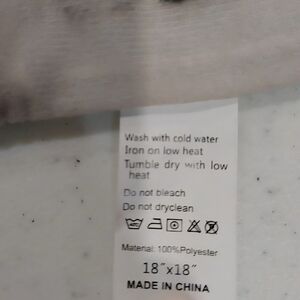 Wash with cold water
Iron on low heat
Tumble dry with low
heat
Do not bleach
Do not dryclean
Material: 100%Polyester
18"x18"
MADE IN CHINA